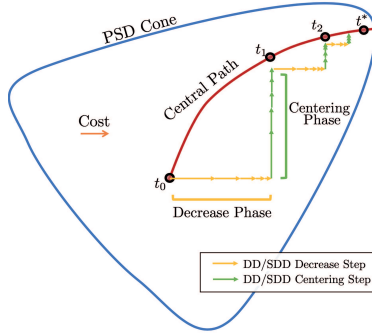 PSD Cone
t₂
t*
t₁
Central Path
Centering
Phase
Cost
t₀
Decrease Phase
DD/SDD Decrease Step
DD/SDD Centering Step